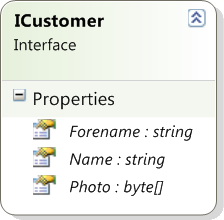 ICustomer
Interface
Properties
Forename : string
Name : string
Photo : byte[]